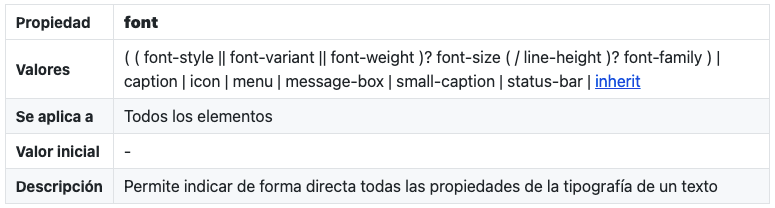 Propiedad font
Valores ( ( font-style || font-variant || font-weight )? font-size ( / line-height )? font-family ) |
caption | icon | menu | message-box | small-caption | status-bar | inherit
Se aplica a Todos los elementos
Valor inicial -
Descripción Permite indicar de forma directa todas las propiedades de la tipografía de un texto